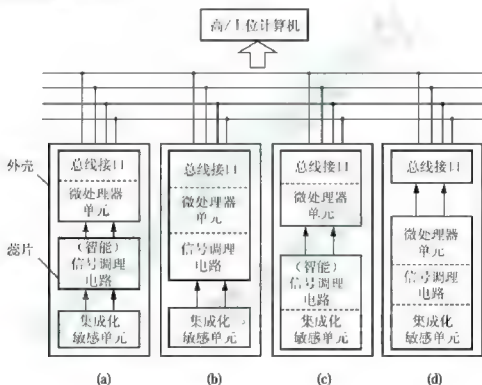 高/上位计算机
外壳
芯片
总线接口
微处理器
单元
(智能)
信号调理
电路
集成化
敏感单元
(a)
总线接口
微处理器
单元
信号调理
电路
集成化
敏感单元
(b)
总线接口
微处理器
单元
(智能)
信号调理
电路
集成化
敏感单元
(c)
总线接口
微处理器
单元
信号调理
电路
集成化
敏感单元
(d)